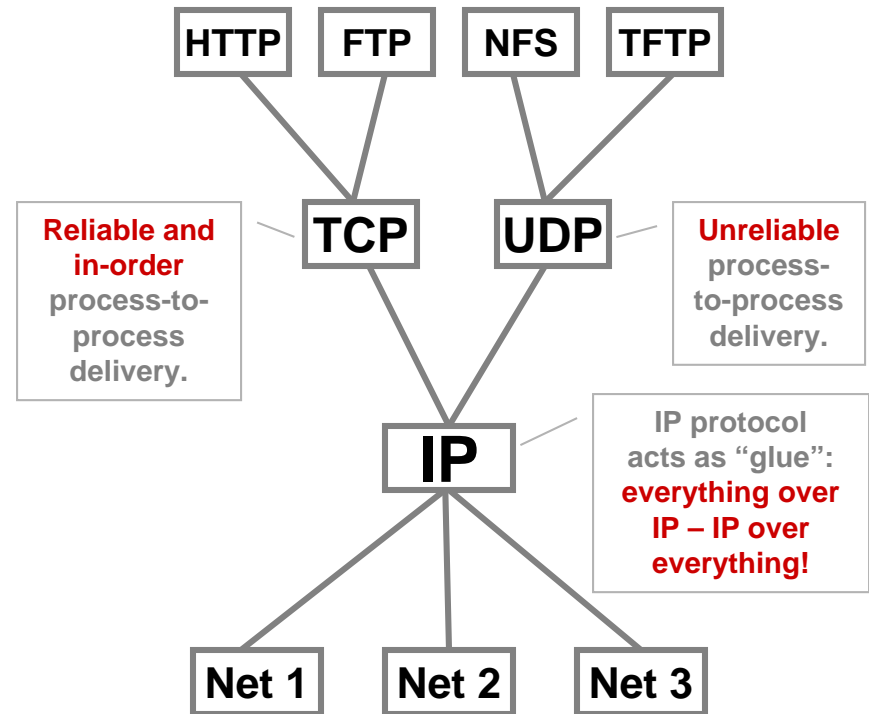 HTTP
FTP
NFS
TFTP
Reliable and
in-order
process-to-
process
delivery.
TCP
UDP
Unreliable
process-
to-process
delivery.
IP
IP protocol
acts as “glue”:
everything over
IP – IP over
everything!
Net 1
Net 2
Net 3